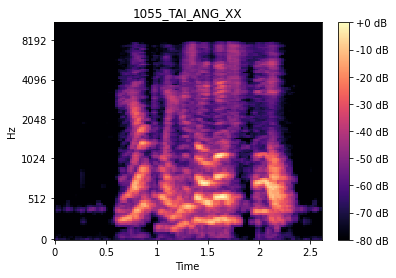 1055_TAI_ANG_XX
+0 dB
8192
-10 dB
4096
-20 dB
-30 dB
2048
Hz
-40 dB
1024
-50 dB
512
-60 dB
-70 dB
0
-80 dB
0 0.5 1 1.5 2 2.5
Time